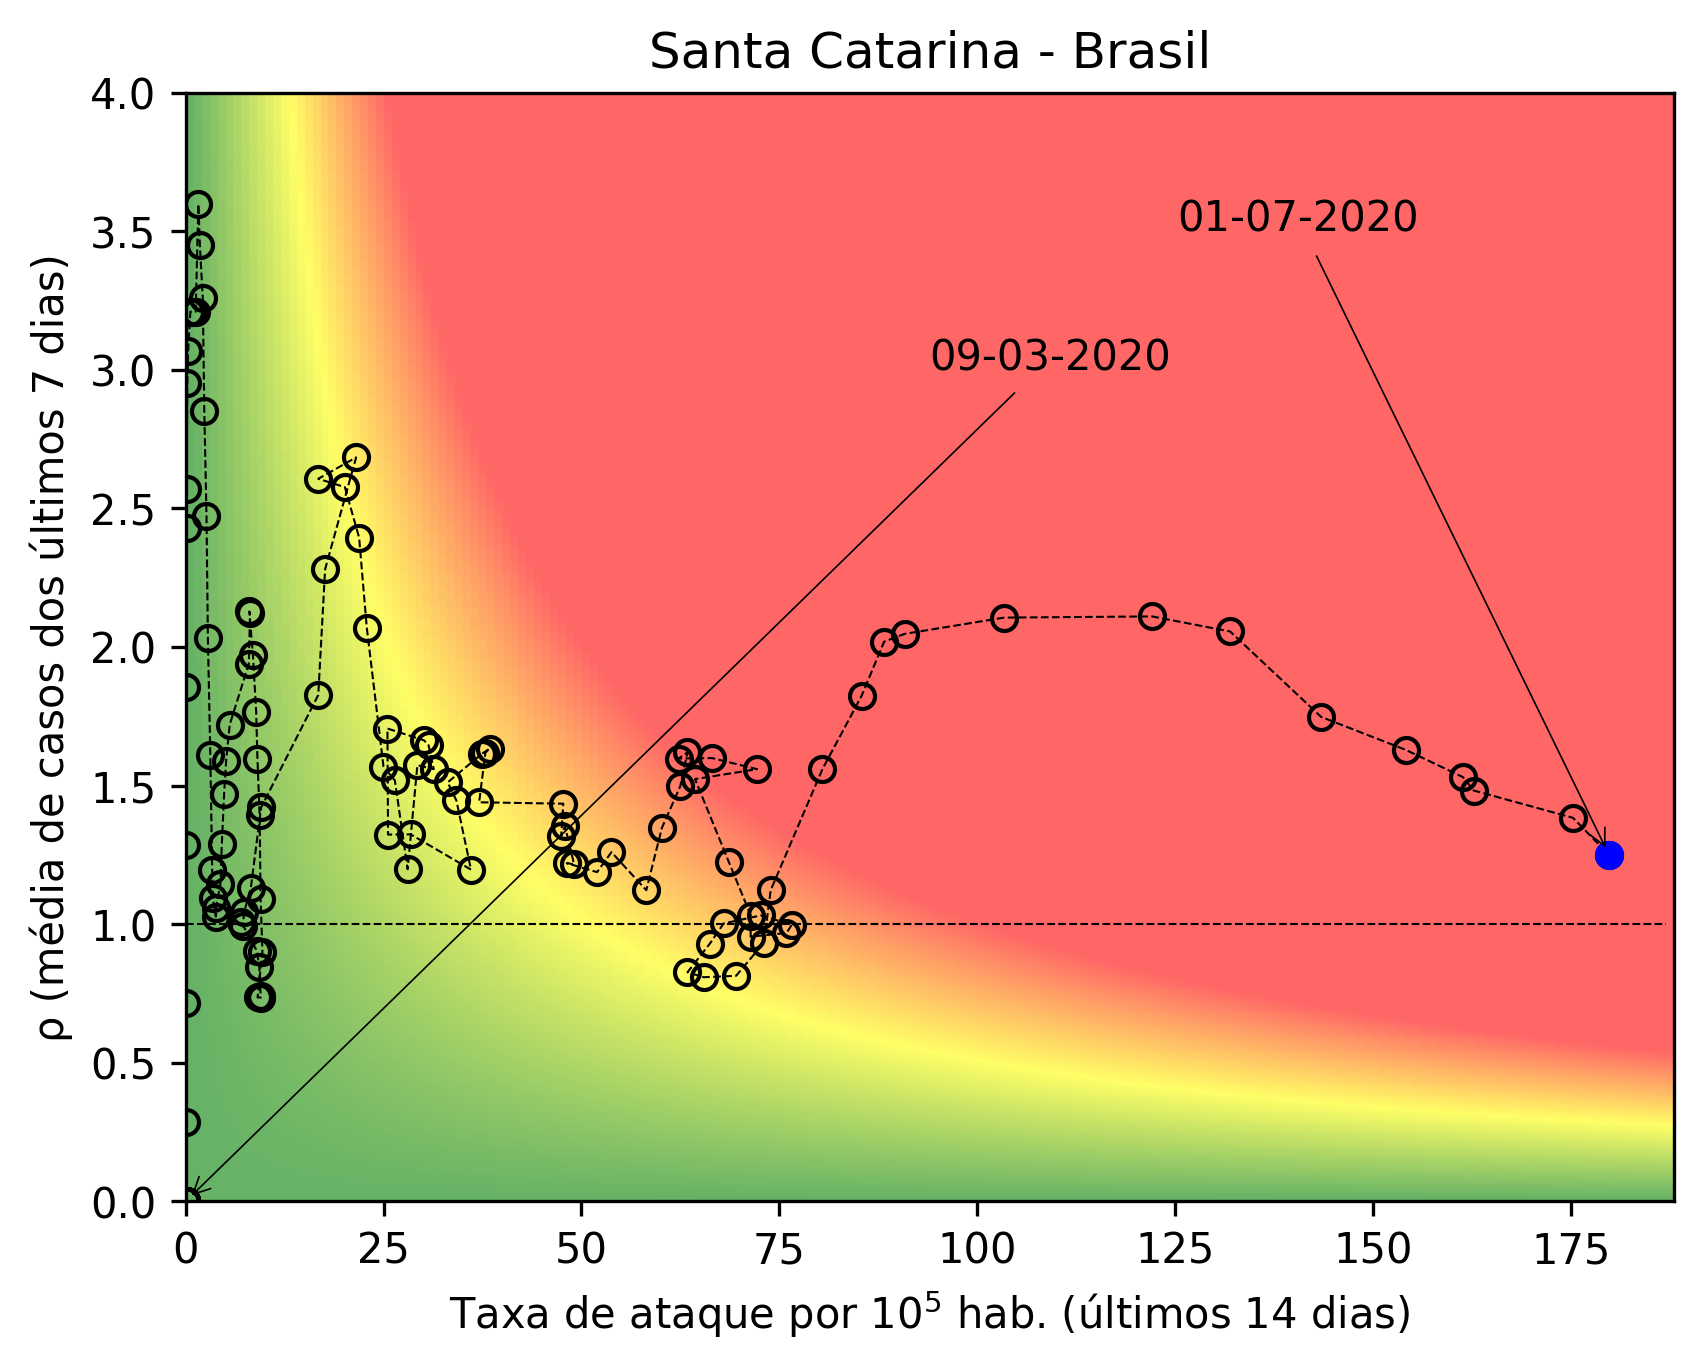 Santa Catarina - Brasil
ρ (média de casos dos últimos 7 dias)
4.0
3.5
3.0
2.5
2.0
1.5
1.0
0.5
0.0
01-07-2020
09-03-2020
0 25 50 75 100 125 150 175
Taxa de ataque por 10⁵ hab. (últimos 14 dias)